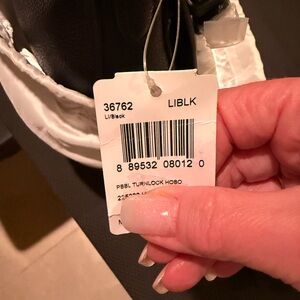 36762 LIBLK
LI/Black
8 89532 08012 0
PBBL TURNLOCK HOBO